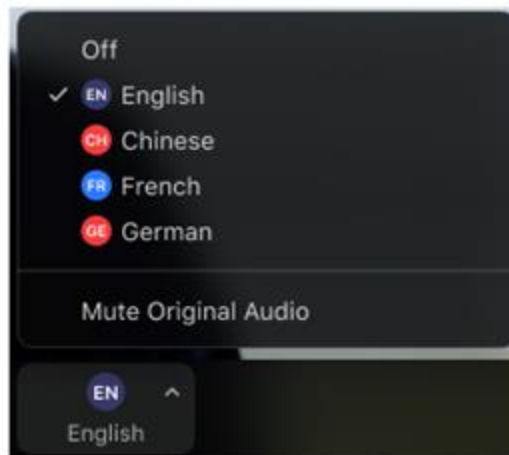 Off
EN English
CH Chinese
FR French
GE German
Mute Original Audio
EN
English